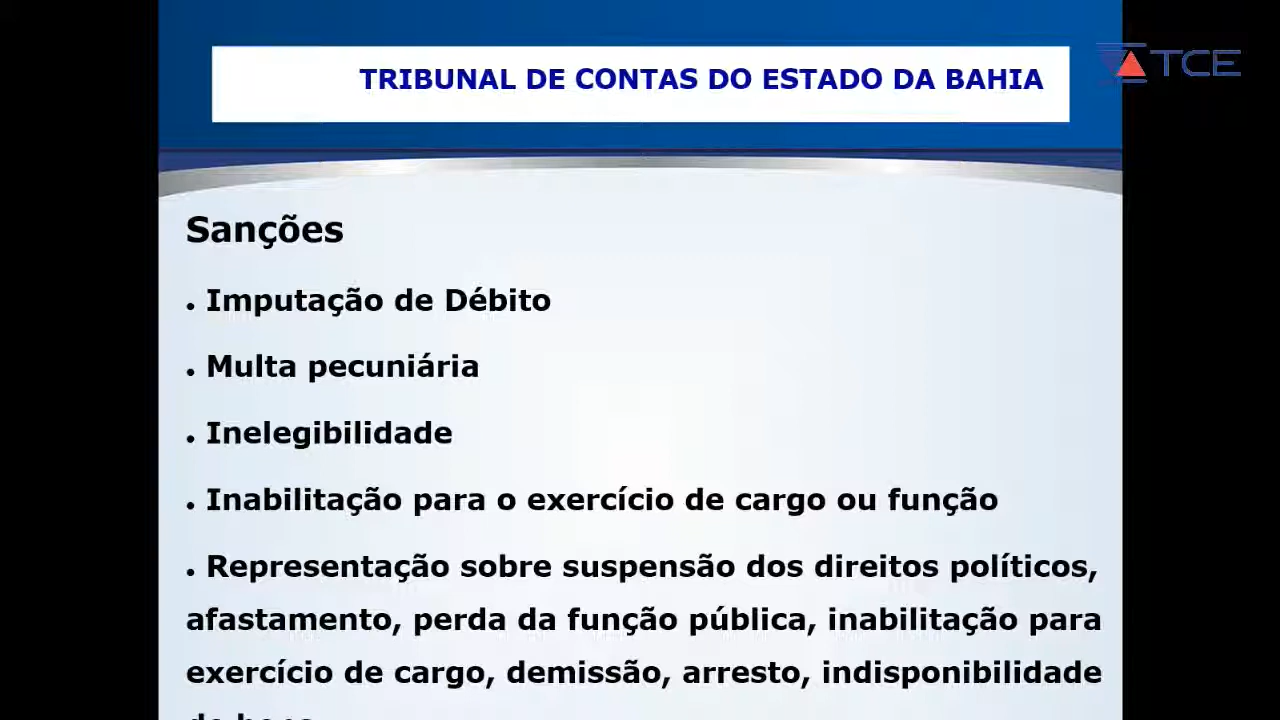 TRIBUNAL DE CONTAS DO ESTADO DA BAHIA
TCE
Sanções
• Imputação de Débito
• Multa pecuniária
• Inelegibilidade
• Inabilitação para o exercício de cargo ou função
• Representação sobre suspensão dos direitos políticos,
afastamento, perda da função pública, inabilitação para
exercício de cargo, demissão, arresto, indisponibilidade